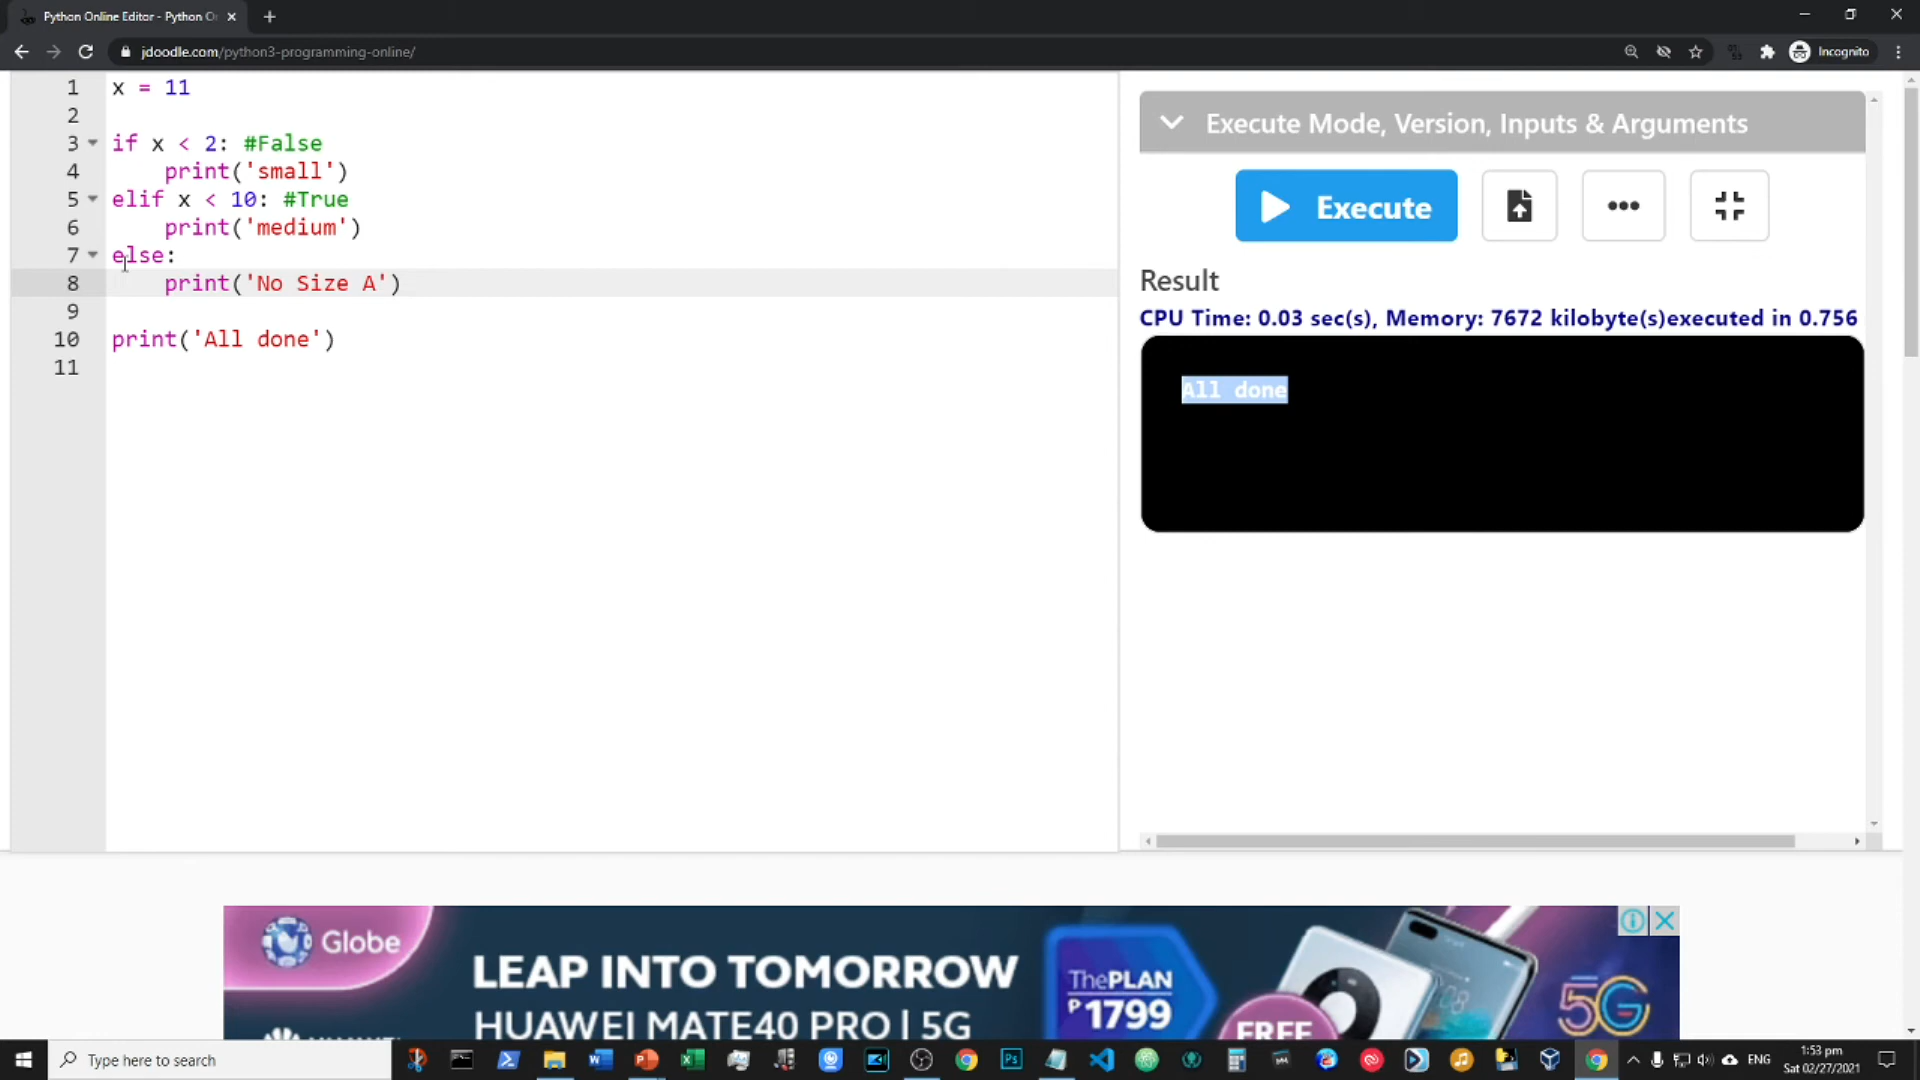 Python Online Editor - Python O
jdoodle.com/python3-programming-online/
Incognito
1 x = 11
2
3 if x < 2: #False
4 print('small')
5 elif x < 10: #True
6 print('medium')
7 else:
8 print('No Size A')
9
10 print('All done')
11
Execute Mode, Version, Inputs & Arguments
Execute
Result
CPU Time: 0.03 sec(s), Memory: 7672 kilobyte(s)executed in 0.756
All done
Globe
LEAP INTO TOMORROW
HUAWEI MATE40 PRO | 5G
ThePLAN
₱1799
FREE
5G
Type here to search
ENG
1:53 pm
Sat 02/27/2021